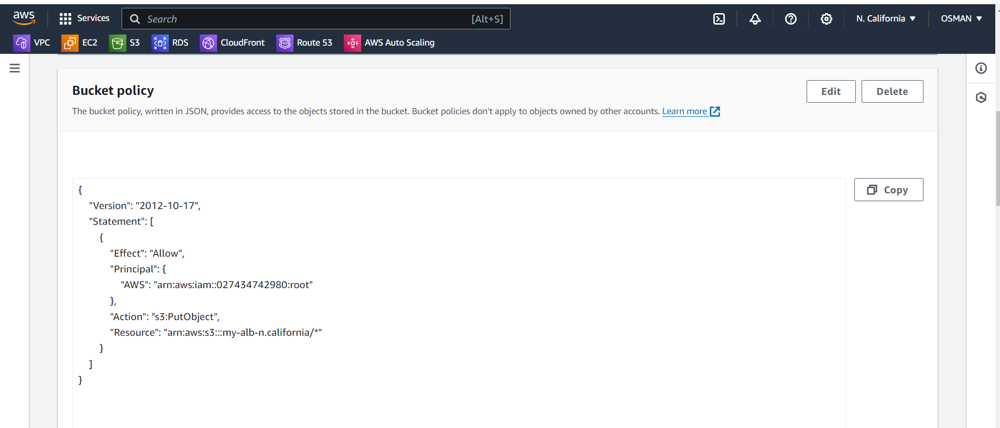 aws Services Search [Alt+S] N. California ▼ OSMAN ▼
VPC EC2 S3 RDS CloudFront Route 53 AWS Auto Scaling
Bucket policy Edit Delete
The bucket policy, written in JSON, provides access to the objects stored in the bucket. Bucket policies don't apply to objects owned by other accounts. Learn more
Copy
{
"Version": "2012-10-17",
"Statement": [
{
"Effect": "Allow",
"Principal": {
"AWS": "arn:aws:iam::027434742980:root"
},
"Action": "s3:PutObject",
"Resource": "arn:aws:s3:::my-alb-n.california/*"
}
]
}